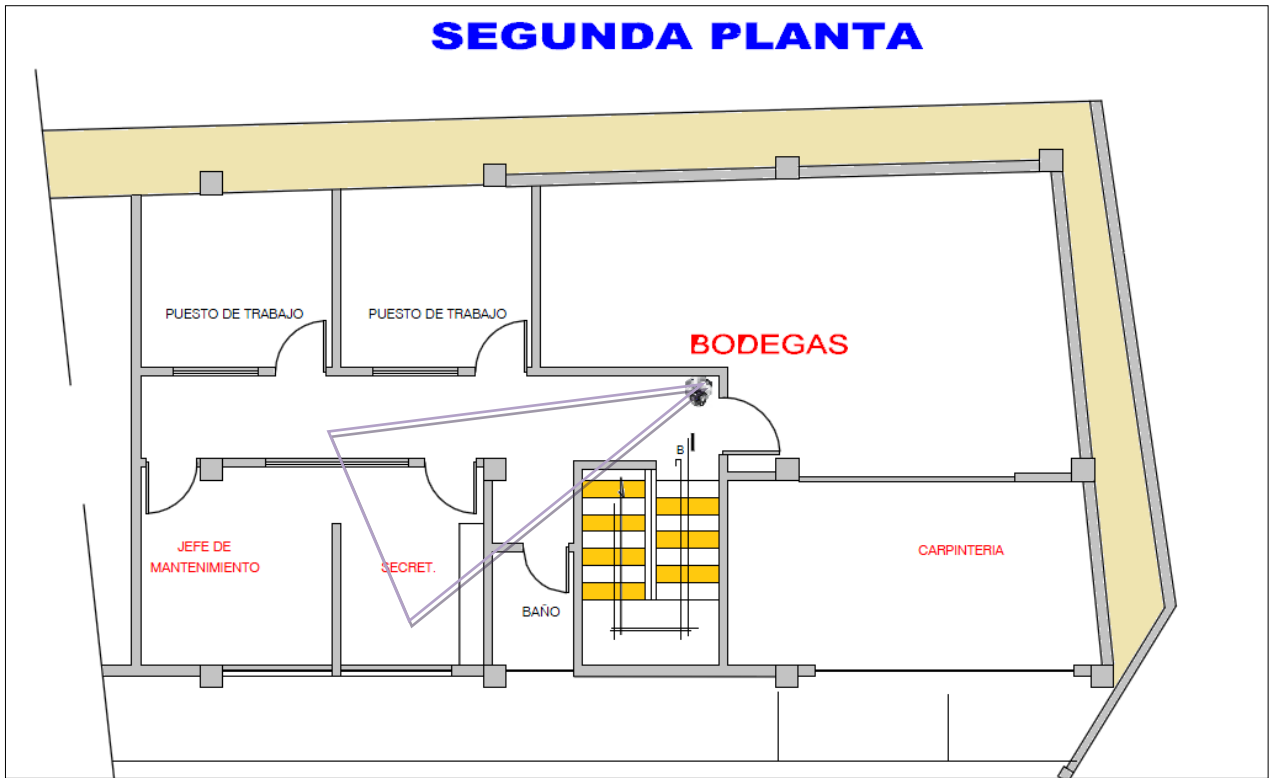 SEGUNDA PLANTA
PUESTO DE TRABAJO
PUESTO DE TRABAJO
BODEGAS
B
JEFE DE
MANTENIMIENTO
SECRET.
CARPINTERIA
BAÑO